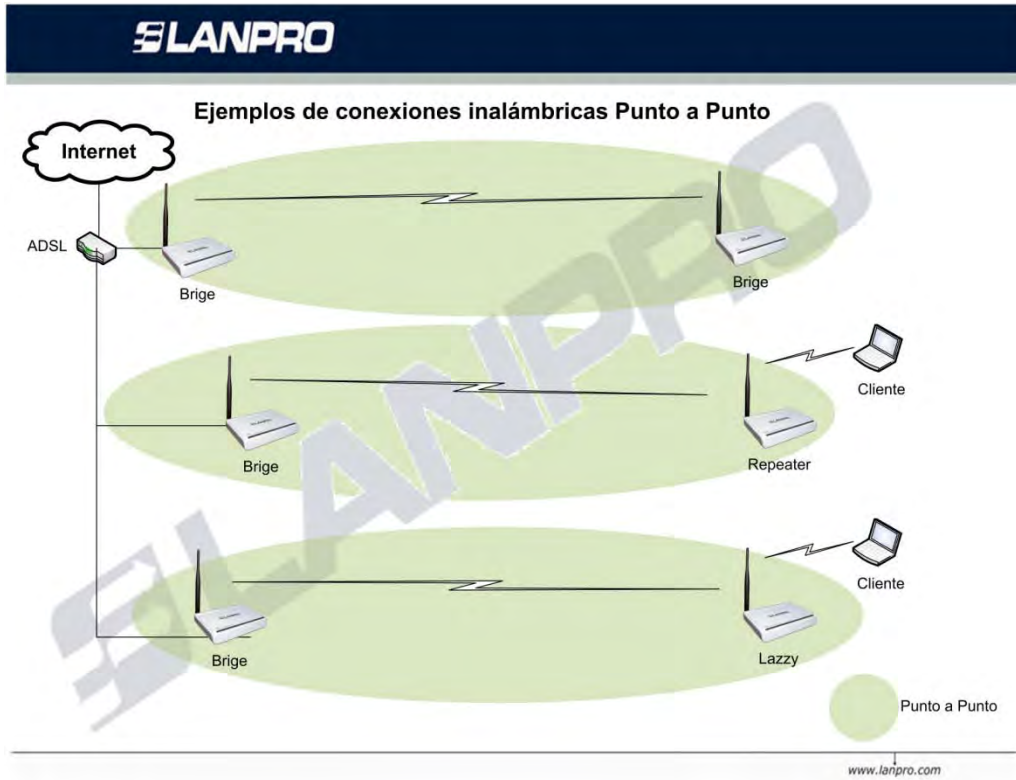 LANPRO
Ejemplos de conexiones inalámbricas Punto a Punto
Internet
ADSL
Brige
Brige
Cliente
Brige
Repeater
Cliente
Brige
Lazzy
Punto a Punto
LANPRO
www.lanpro.com